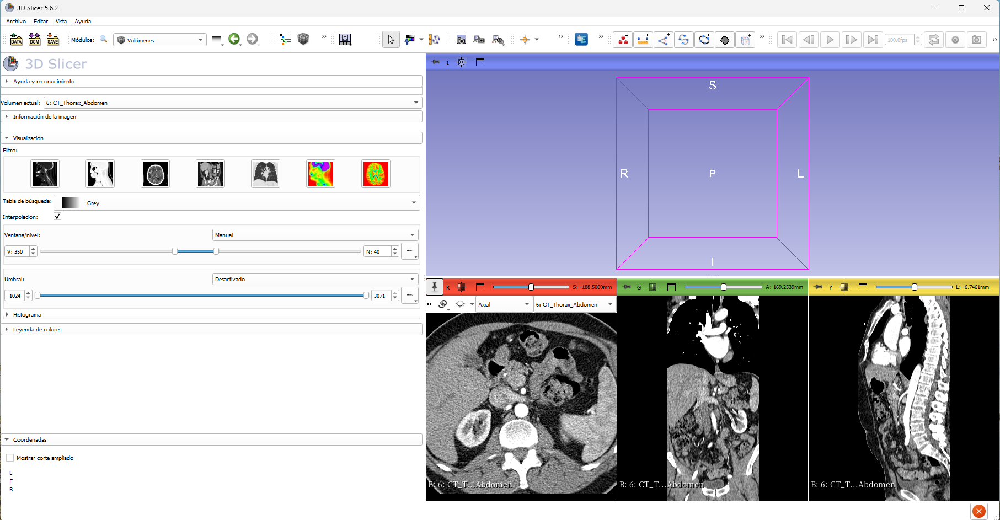 3D Slicer 5.6.2
Archivo Editar Vista Ayuda
DATA DCM SAVE Módulos: Volúmenes 100.0fps
3D Slicer
Ayuda y reconocimiento
Volumen actual: 6: CT_Thorax_Abdomen
Información de la imagen
Visualización
Filtro:
Tabla de búsqueda: Grey
Interpolación:
Ventana/nivel: Manual
V: 350 N: 40
Umbral: Desactivado
-1024 3071
Histograma
Leyenda de colores
Coordenadas
Mostrar corte ampliado
L
F
B
1
S
R P L
I
R S: -188.5000mm
Axial 6: CT_Thorax_Abdomen
B: 6: CT_T...Abdomen
G A: 169.2539mm
B: 6: CT_T...Abdomen
Y L: -6.7461mm
B: 6: CT_T...Abdomen